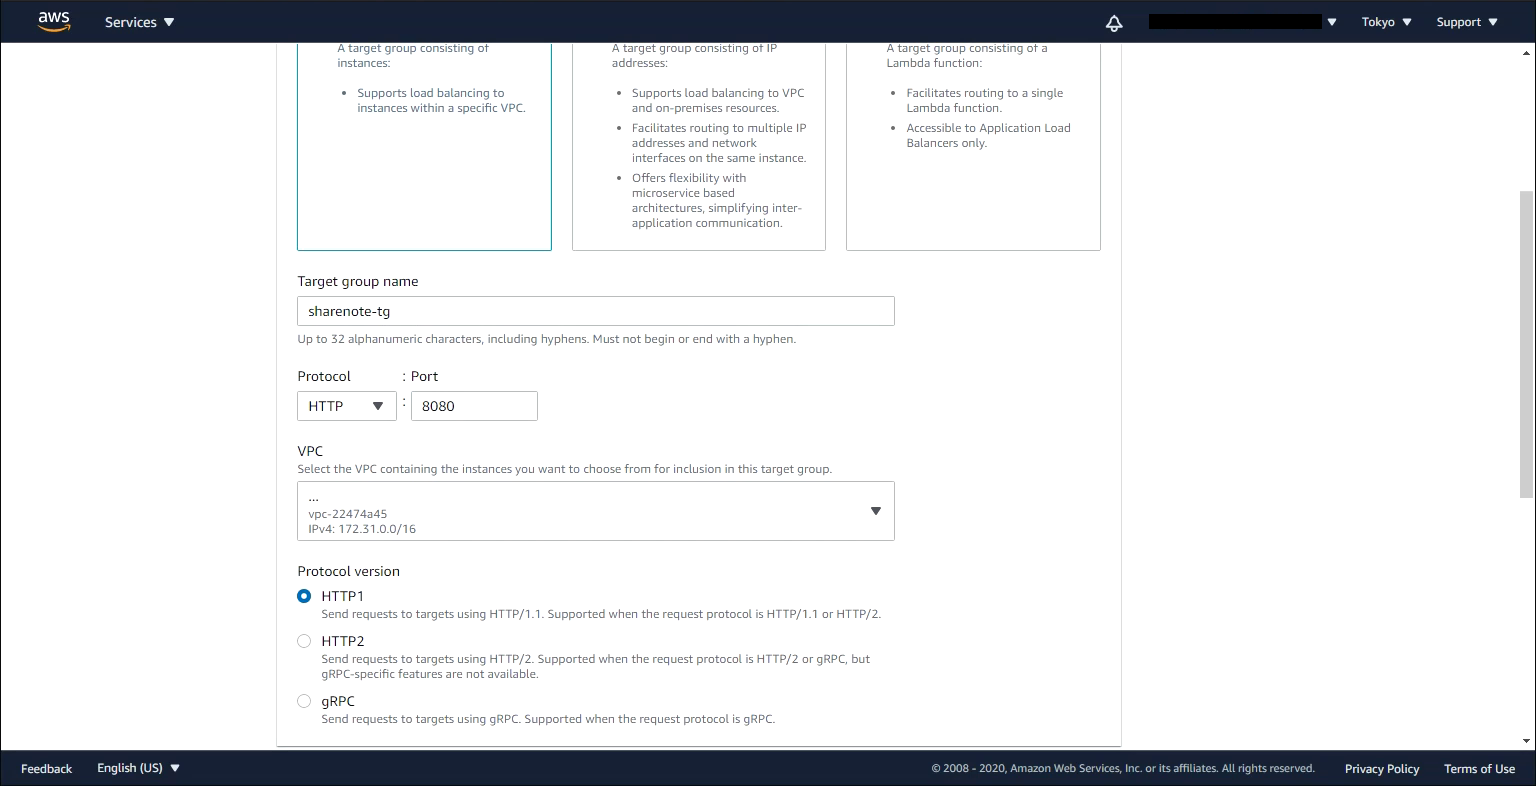 aws
Services
Tokyo
Support
A target group consisting of
instances:
• Supports load balancing to
instances within a specific VPC.
A target group consisting of IP
addresses:
• Supports load balancing to VPC
and on-premises resources.
• Facilitates routing to multiple IP
addresses and network
interfaces on the same instance.
• Offers flexibility with
microservice based
architectures, simplifying inter-
application communication.
A target group consisting of a
Lambda function:
• Facilitates routing to a single
Lambda function.
• Accessible to Application Load
Balancers only.
Target group name
sharenote-tg
Up to 32 alphanumeric characters, including hyphens. Must not begin or end with a hyphen.
Protocol : Port
HTTP : 8080
VPC
Select the VPC containing the instances you want to choose from for inclusion in this target group.
...
vpc-22474a45
IPv4: 172.31.0.0/16
Protocol version
HTTP1
Send requests to targets using HTTP/1.1. Supported when the request protocol is HTTP/1.1 or HTTP/2.
HTTP2
Send requests to targets using HTTP/2. Supported when the request protocol is HTTP/2 or gRPC, but
gRPC-specific features are not available.
gRPC
Send requests to targets using gRPC. Supported when the request protocol is gRPC.
Feedback
English (US)
© 2008 - 2020, Amazon Web Services, Inc. or its affiliates. All rights reserved.
Privacy Policy
Terms of Use